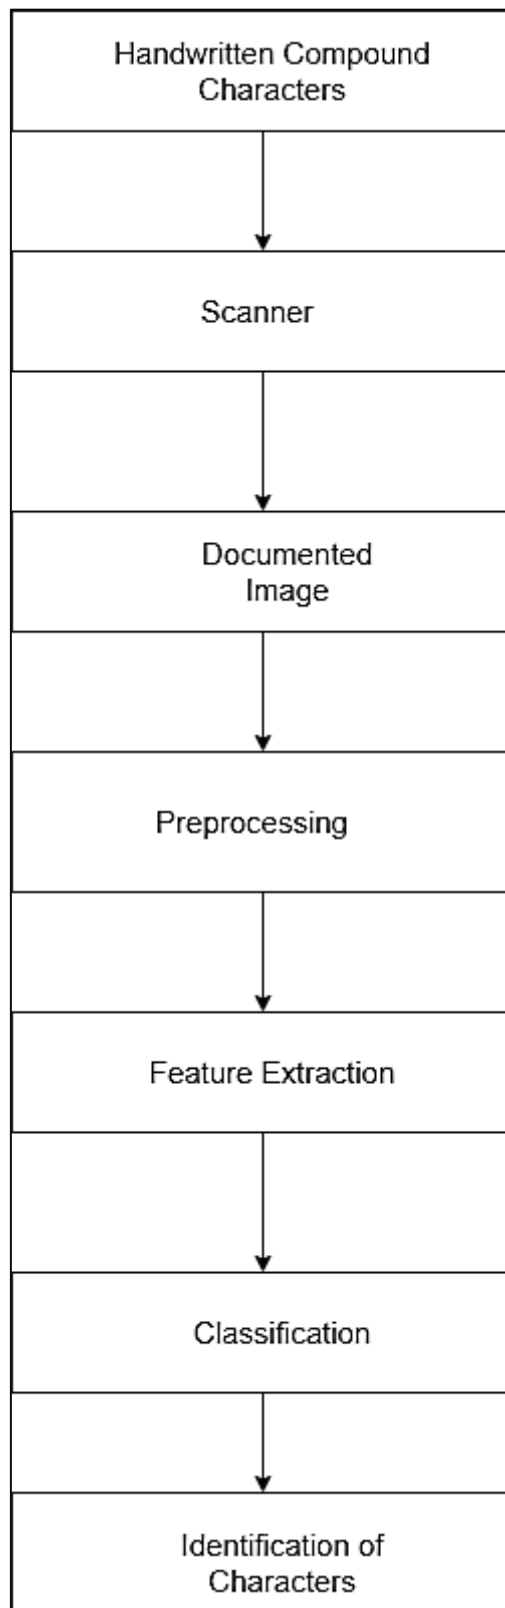 Handwritten Compound
Characters
Scanner
Documented
Image
Preprocessing
Feature Extraction
Classification
Identification of
Characters